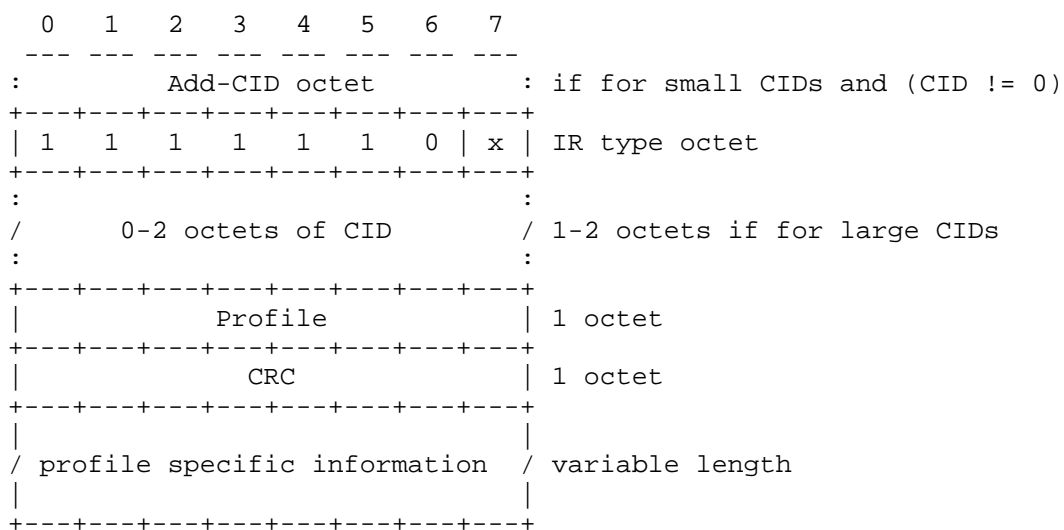 0   1   2   3   4   5   6   7
 --- --- --- --- --- --- --- ---
:         Add-CID octet         : if for small CIDs and (CID != 0)
+---+---+---+---+---+---+---+---+
| 1   1   1   1   1   1   0 | x | IR type octet
+---+---+---+---+---+---+---+---+
:                               :
/      0-2 octets of CID        / 1-2 octets if for large CIDs
:                               :
+---+---+---+---+---+---+---+---+
|            Profile            | 1 octet
+---+---+---+---+---+---+---+---+
|              CRC              | 1 octet
+---+---+---+---+---+---+---+---+
|                               |
/ profile specific information  / variable length
|                               |
+---+---+---+---+---+---+---+---+